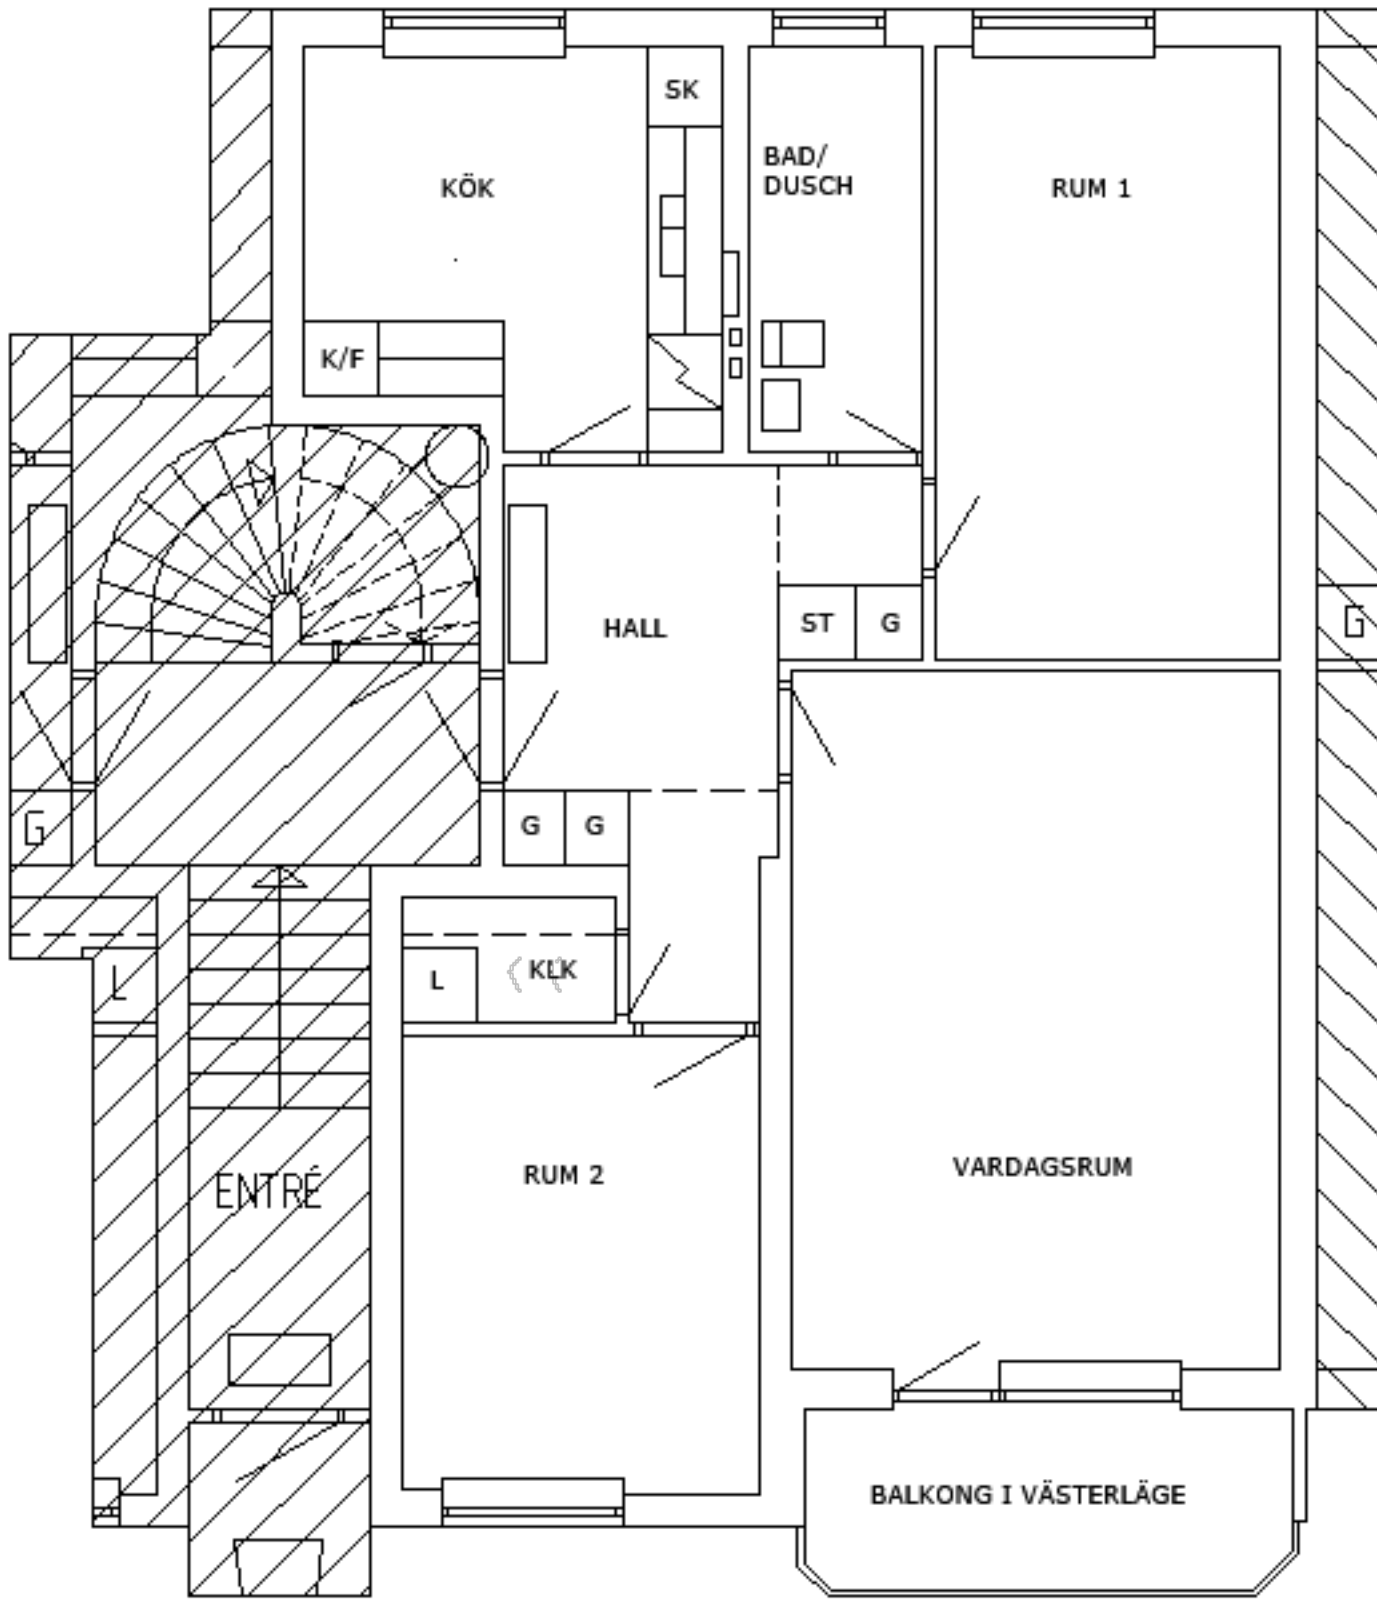 SK
BAD/
DUSCH
KÖK
RUM 1
K/F
HALL
ST
G
G
G
G
G
L
L
KLK
ENTRÉ
RUM 2
VARDAGSRUM
BALKONG I VÄSTERLÄGE